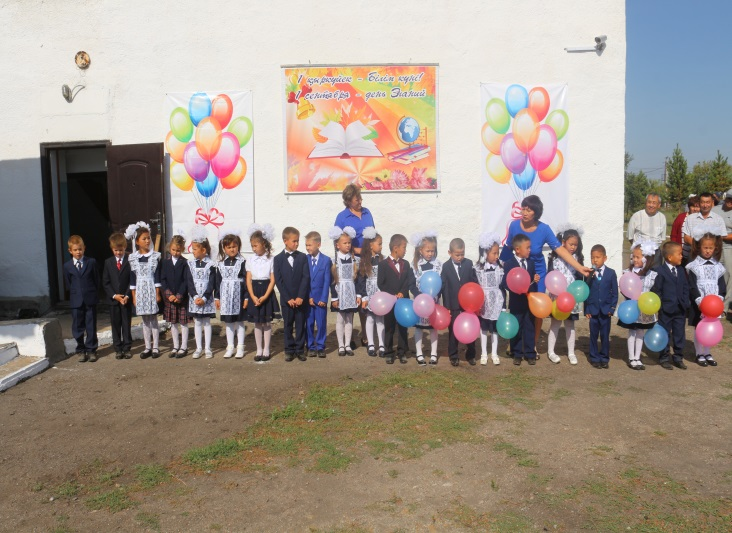 1 қыркүйек - Білім күні!
1 сентября - день Знаний